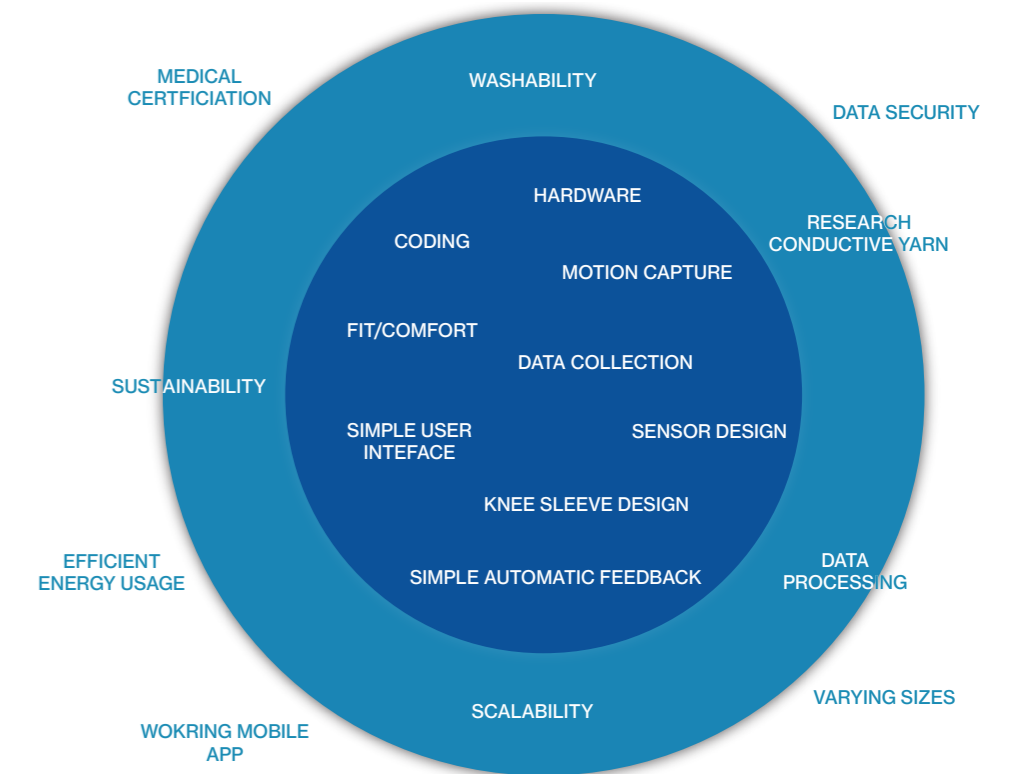 MEDICAL
CERTFICIATION
WASHABILITY
DATA SECURITY
HARDWARE
CODING
RESEARCH
CONDUCTIVE YARN
MOTION CAPTURE
FIT/COMFORT
DATA COLLECTION
SUSTAINABILITY
SIMPLE USER
INTEFACE
SENSOR DESIGN
KNEE SLEEVE DESIGN
EFFICIENT
ENERGY USAGE
SIMPLE AUTOMATIC FEEDBACK
DATA
PROCESSING
VARYING SIZES
SCALABILITY
WOKRING MOBILE
APP